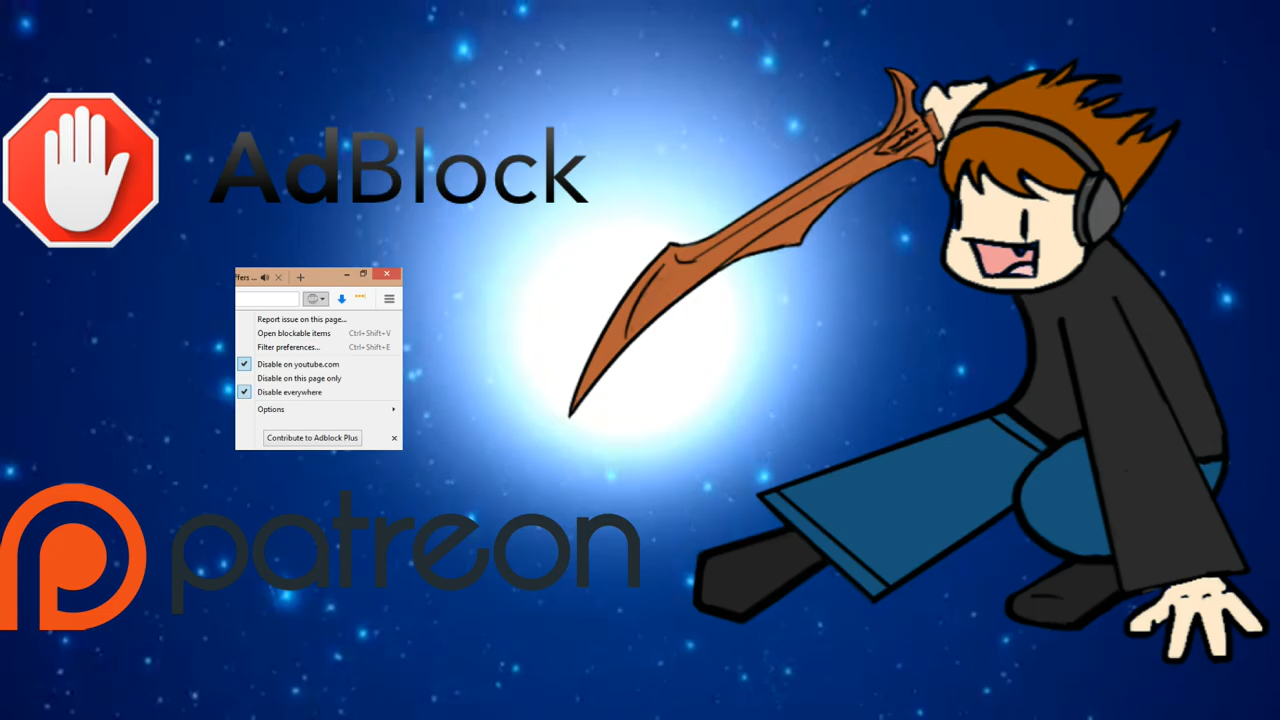 AdBlock
ffers ...
Report issue on this page...
Open blockable items Ctrl+Shift+V
Filter preferences... Ctrl+Shift+E
Disable on youtube.com
Disable on this page only
Disable everywhere
Options
Contribute to Adblock Plus
patreon